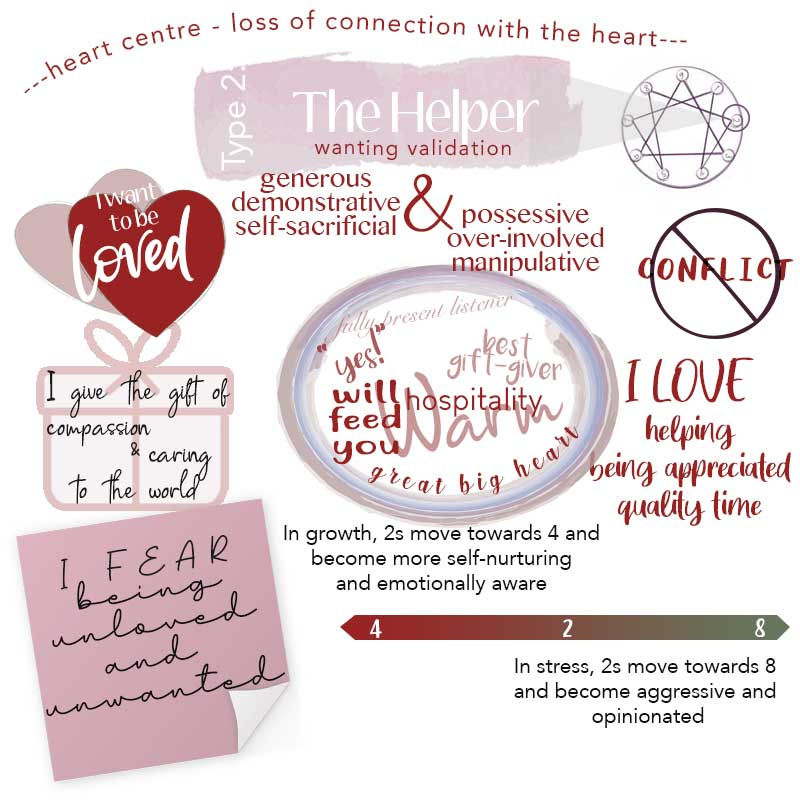 ---heart centre - loss of connection with the heart---
Type 2.
The Helper
wanting validation
generous
demonstrative
self-sacrificial
&
possessive
over-involved
manipulative
I want
to be
loved
CONFLICT
fully present listener
"yes!"
best
gift-giver
will
feed
you
hospitality
Warm
great big heart
I give the gift of
compassion
& caring
to the world
I LOVE
helping
being appreciated
quality time
I FEAR
being
unloved
and
unwanted
In growth, 2s move towards 4 and
become more self-nurturing
and emotionally aware
4 2 8
In stress, 2s move towards 8
and become aggressive and
opinionated